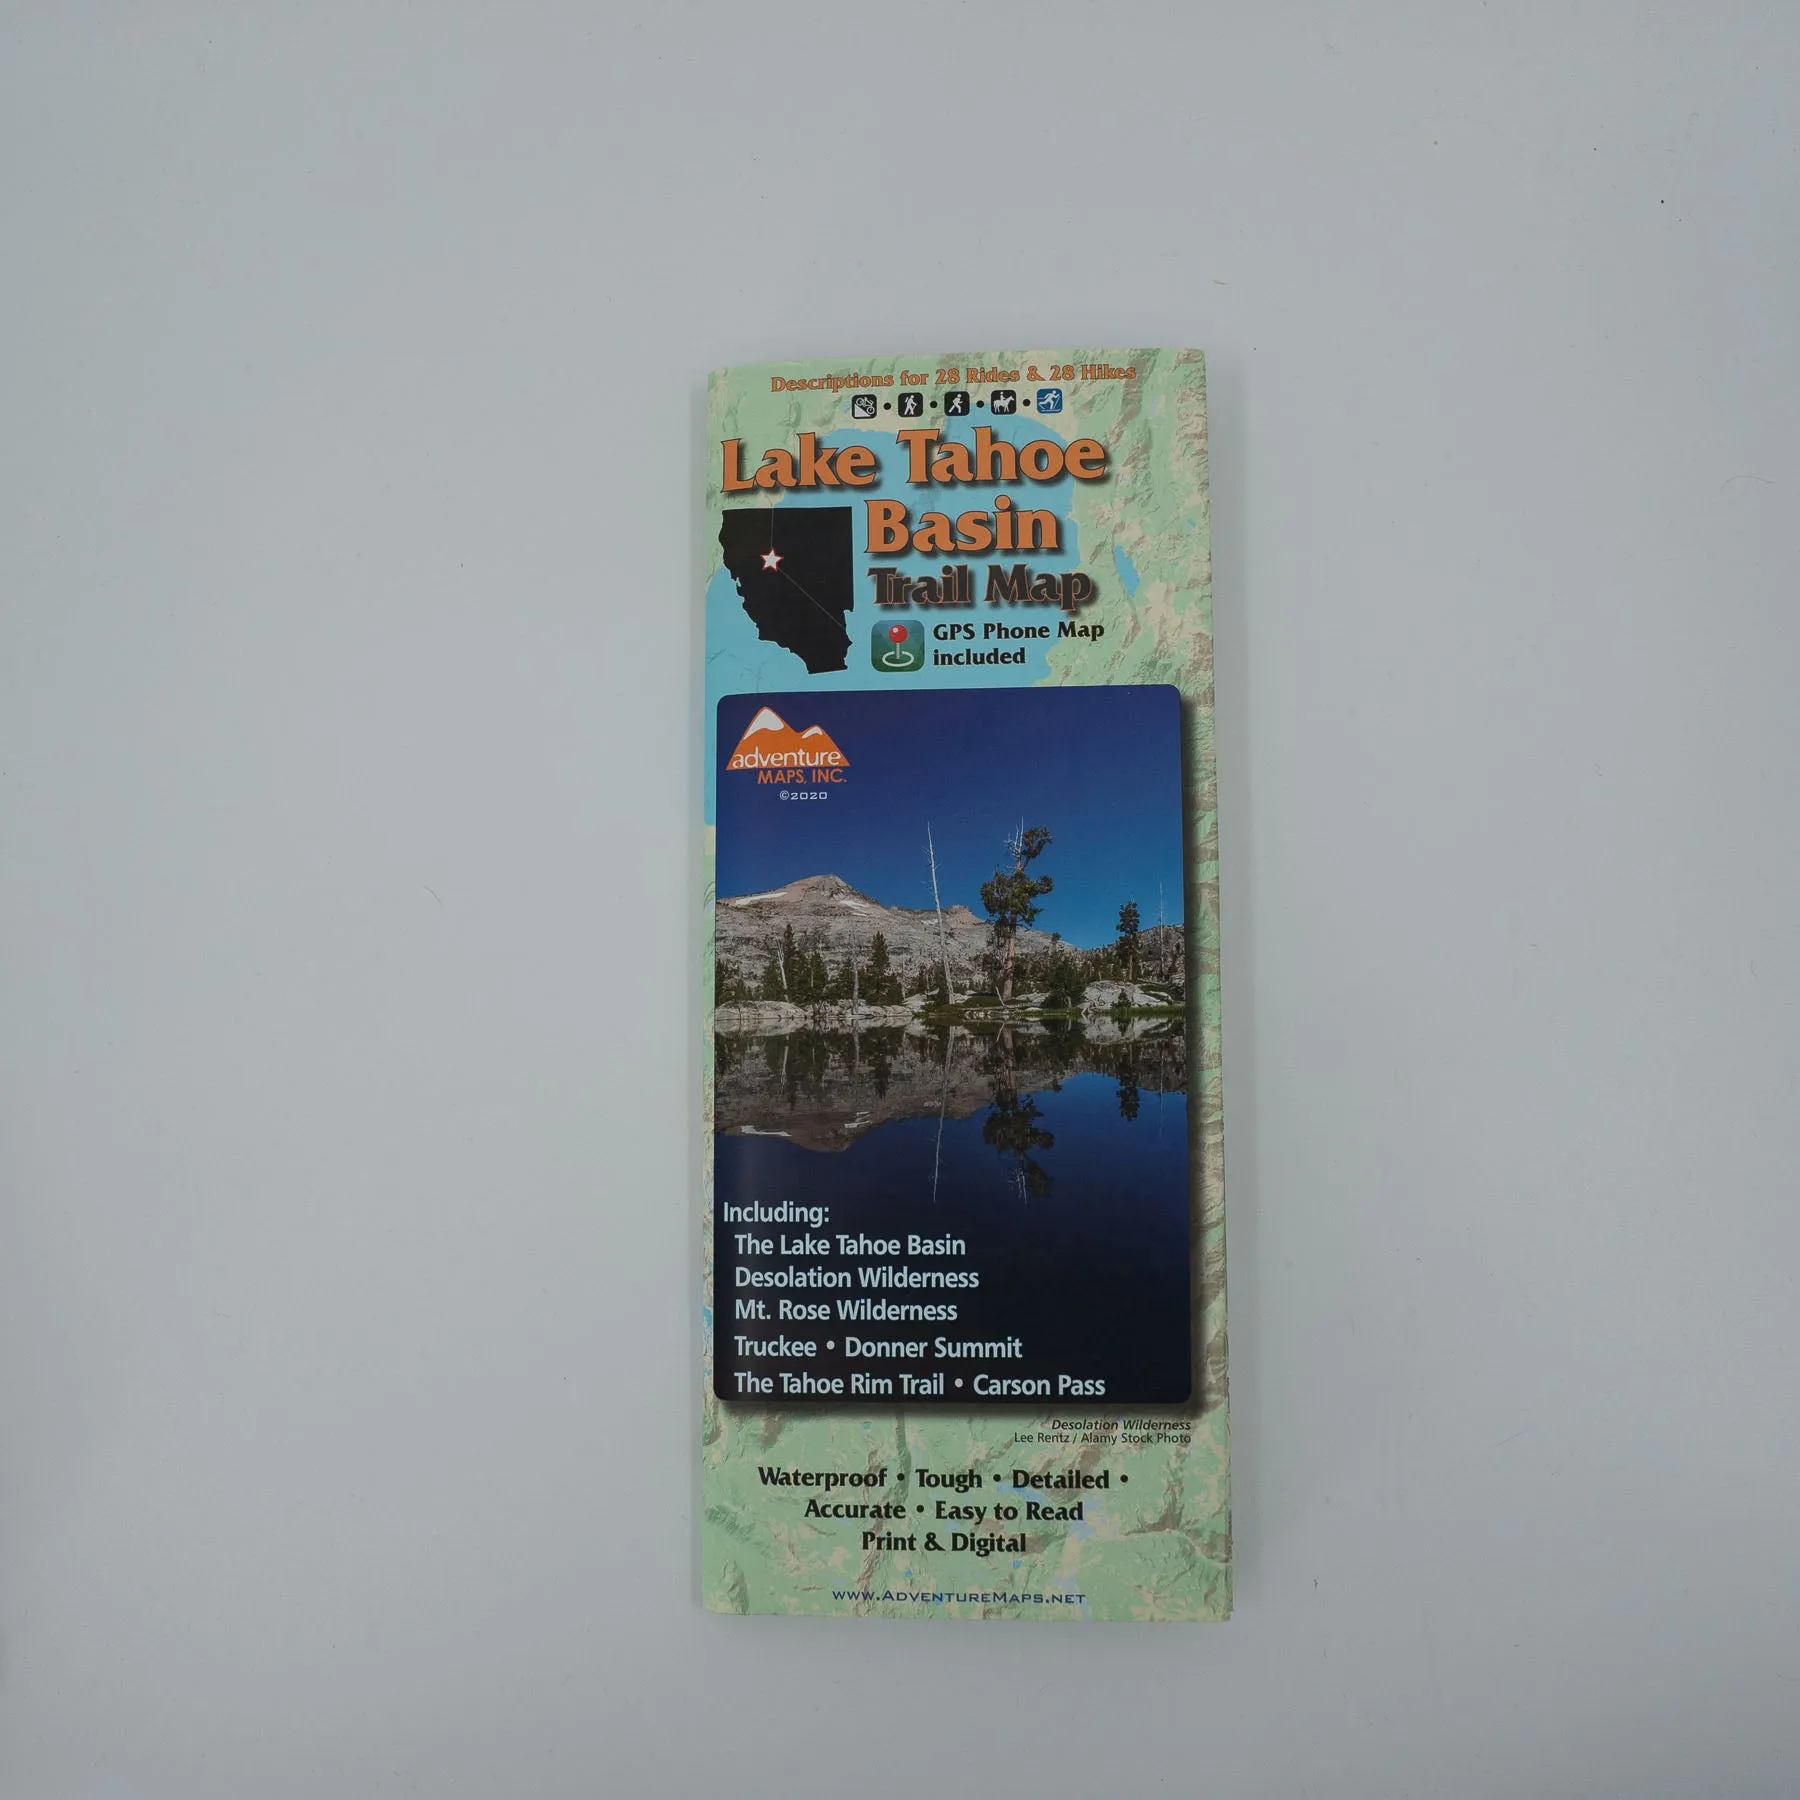 Descriptions for 28 Rides & 28 Hikes
Lake Tahoe
Basin
Trail Map
GPS Phone Map
included
adventure
MAPS, INC.
©2020
Including:
The Lake Tahoe Basin
Desolation Wilderness
Mt. Rose Wilderness
Truckee • Donner Summit
The Tahoe Rim Trail • Carson Pass
Desolation Wilderness
Lee Rentz / Alamy Stock Photo
Waterproof • Tough • Detailed •
Accurate • Easy to Read
Print & Digital
www.AdventureMaps.net